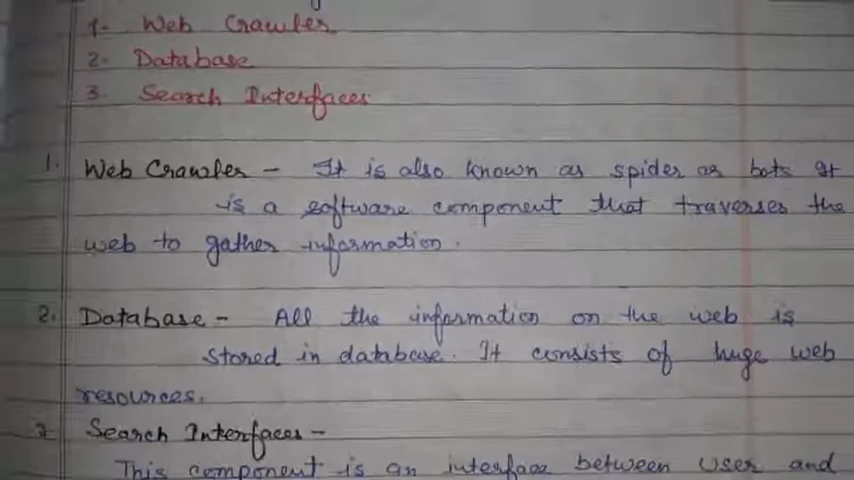 1. Web Crawler
2. Database
3. Search Interfaces
1. Web Crawler - It is also known as spider or bots It
is a software component that traverses the
web to gather information.
2. Database - All the information on the web is
stored in database. It consists of huge web
resources.
3 Search Interfaces -
This component is an interface between user and